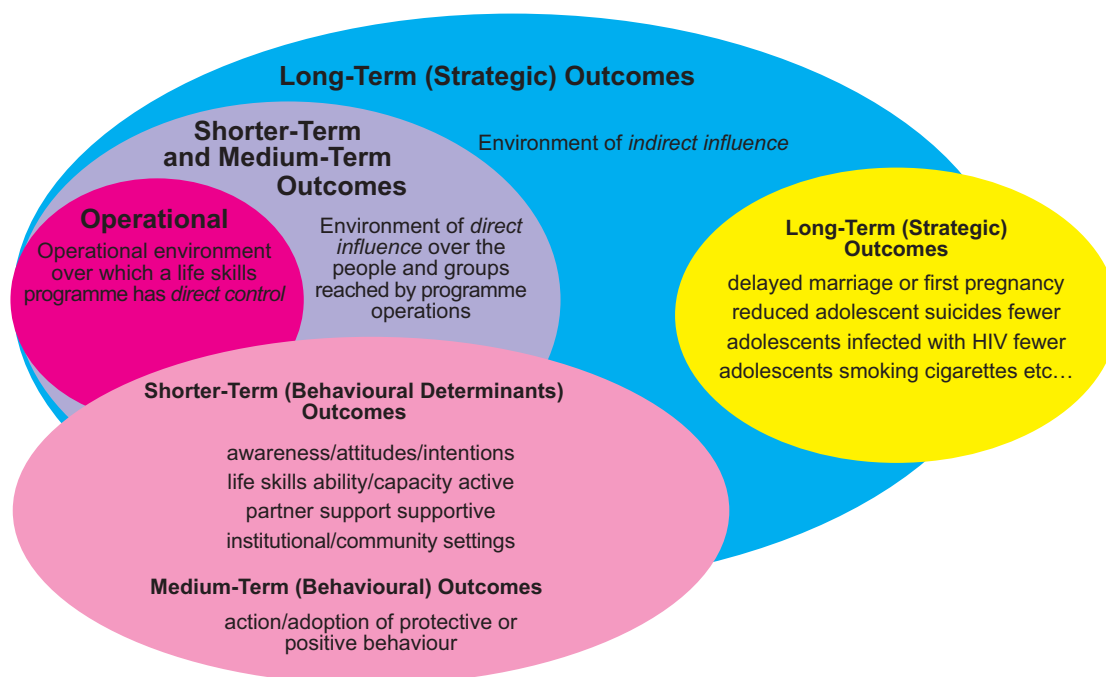 Long-Term (Strategic) Outcomes
Shorter-Term
and Medium-Term
Outcomes
Environment of indirect influence
Operational
Operational environment
over which a life skills
programme has direct control
Environment of direct
influence over the
people and groups
reached by programme
operations
Long-Term (Strategic)
Outcomes
delayed marriage or first pregnancy
reduced adolescent suicides fewer
adolescents infected with HIV fewer
adolescents smoking cigarettes etc…
Shorter-Term (Behavioural Determinants)
Outcomes
awareness/attitudes/intentions
life skills ability/capacity active
partner support supportive
institutional/community settings
Medium-Term (Behavioural) Outcomes
action/adoption of protective or
positive behaviour